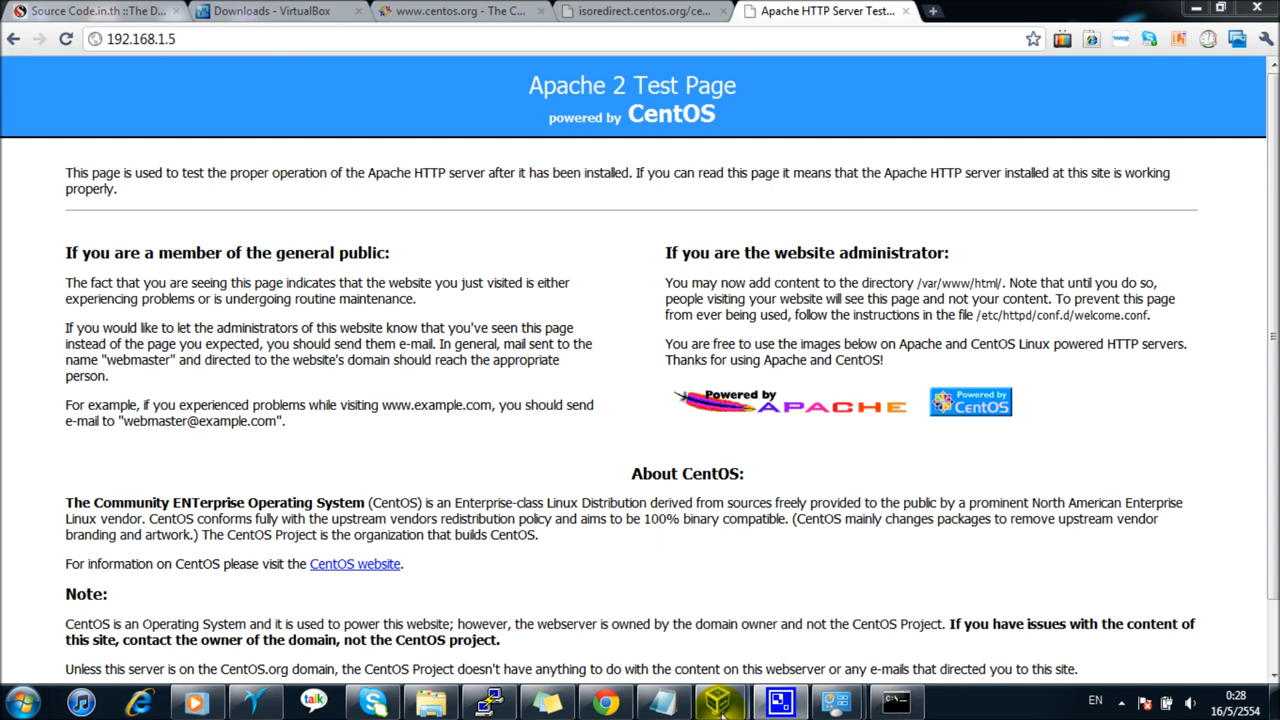 Source Code.in.th ::The D...
Downloads - VirtualBox
www.centos.org - The C...
isoredirect.centos.org/ce...
Apache HTTP Server Test...
192.168.1.5
Apache 2 Test Page
powered by CentOS
This page is used to test the proper operation of the Apache HTTP server after it has been installed. If you can read this page it means that the Apache HTTP server installed at this site is working
properly.
If you are a member of the general public:
The fact that you are seeing this page indicates that the website you just visited is either
experiencing problems or is undergoing routine maintenance.
If you would like to let the administrators of this website know that you've seen this page
instead of the page you expected, you should send them e-mail. In general, mail sent to the
name "webmaster" and directed to the website's domain should reach the appropriate
person.
For example, if you experienced problems while visiting www.example.com, you should send
e-mail to "webmaster@example.com".
If you are the website administrator:
You may now add content to the directory /var/www/html/. Note that until you do so,
people visiting your website will see this page and not your content. To prevent this page
from ever being used, follow the instructions in the file /etc/httpd/conf.d/welcome.conf.
You are free to use the images below on Apache and CentOS Linux powered HTTP servers.
Thanks for using Apache and CentOS!
Powered by
APACHE
Powered by
CentOS
About CentOS:
The Community ENTerprise Operating System (CentOS) is an Enterprise-class Linux Distribution derived from sources freely provided to the public by a prominent North American Enterprise
Linux vendor. CentOS conforms fully with the upstream vendors redistribution policy and aims to be 100% binary compatible. (CentOS mainly changes packages to remove upstream vendor
branding and artwork.) The CentOS Project is the organization that builds CentOS.
For information on CentOS please visit the CentOS website.
Note:
CentOS is an Operating System and it is used to power this website; however, the webserver is owned by the domain owner and not the CentOS Project. If you have issues with the content of
this site, contact the owner of the domain, not the CentOS project.
Unless this server is on the CentOS.org domain, the CentOS Project doesn't have anything to do with the content on this webserver or any e-mails that directed you to this site.
talk
EN
0:28
16/5/2554